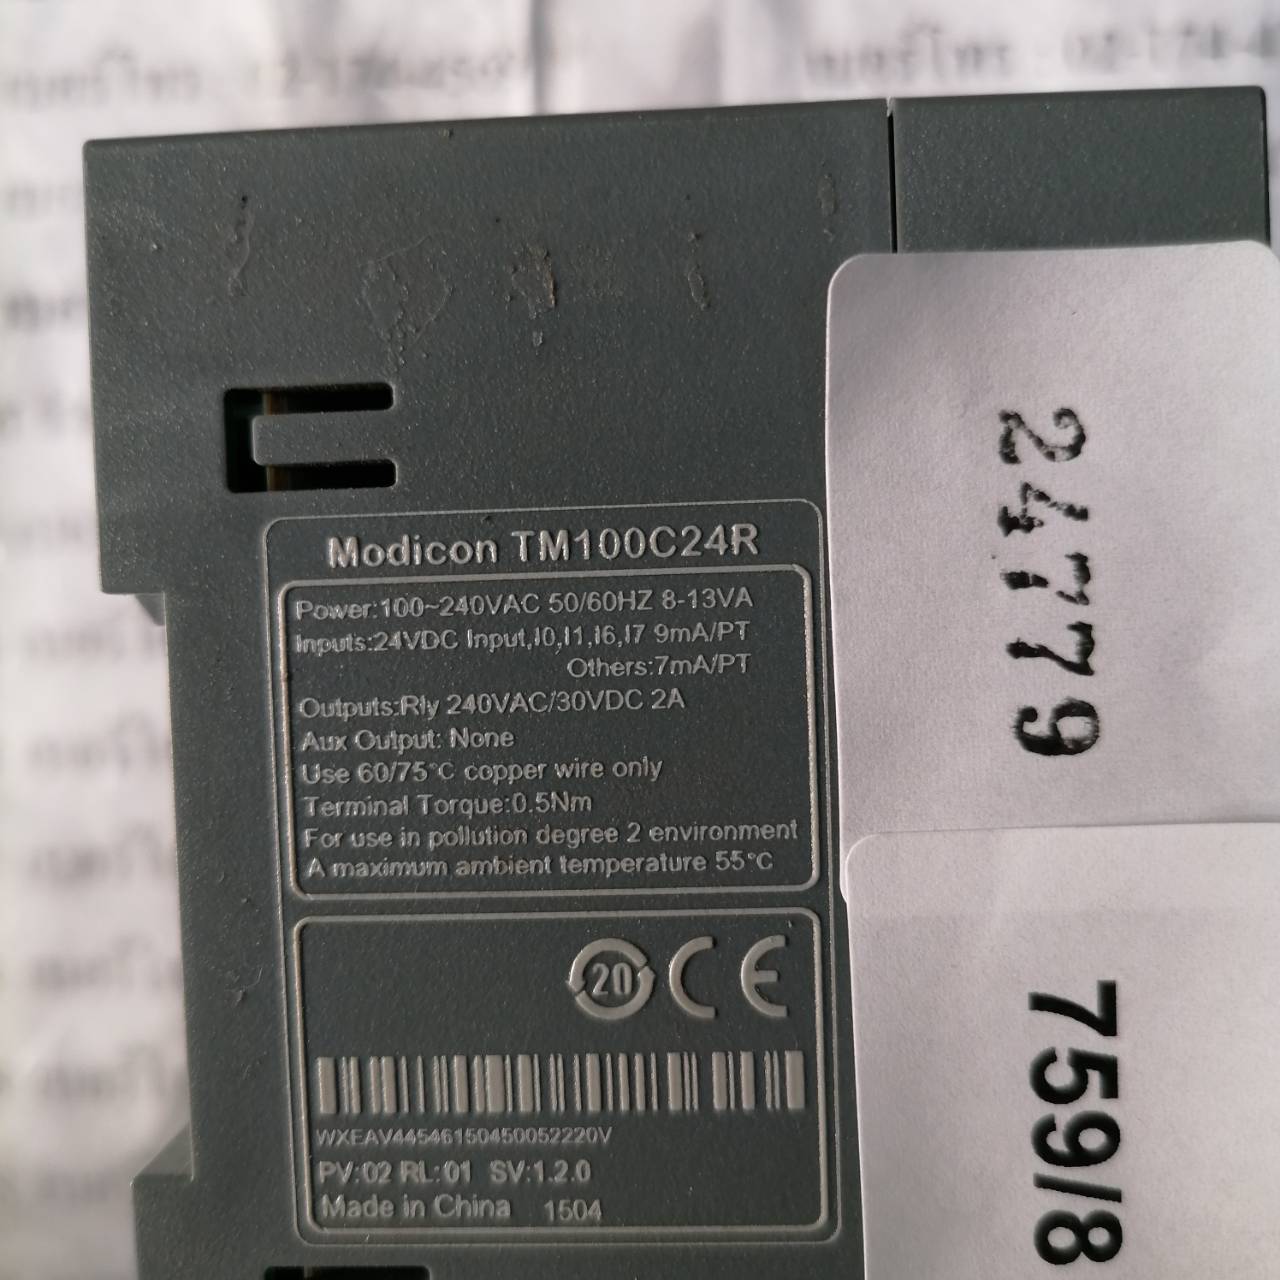 Modicon TM100C24R
Power:100~240VAC 50/60HZ 8-13VA
Inputs:24VDC Input,I0,I1,I6,I7 9mA/PT
Others:7mA/PT
Outputs:Rly 240VAC/30VDC 2A
Aux Output: None
Use 60/75°C copper wire only
Terminal Torque:0.5Nm
For use in pollution degree 2 environment
A maximum ambient temperature 55°C
20
CE
WXEAV44546150450052220V
PV:02 RL:01 SV:1.2.0
Made in China 1504
24779
759/8